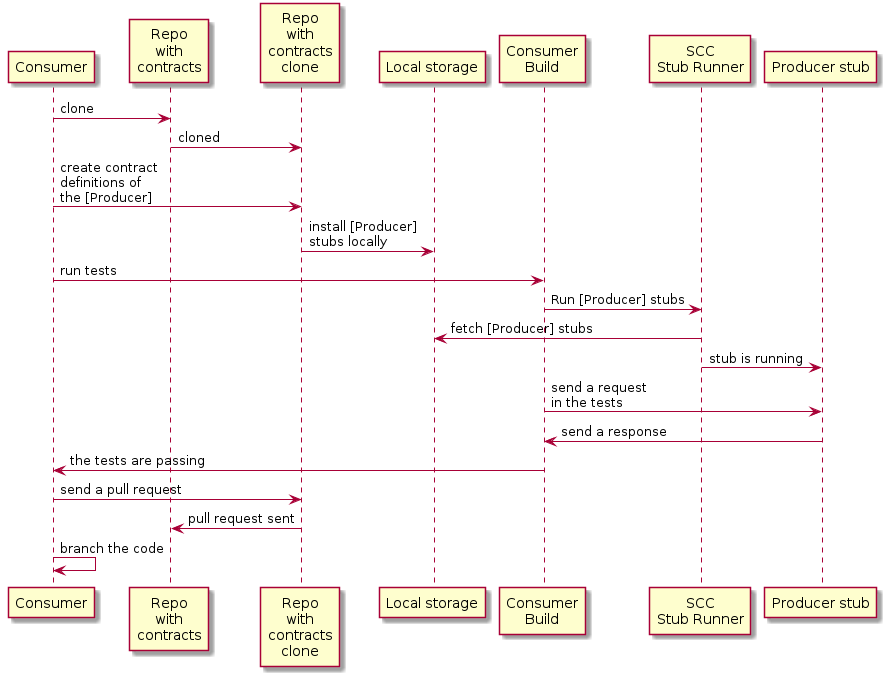 Consumer
Repo
with
contracts
Repo
with
contracts
clone
Local storage
Consumer
Build
SCC
Stub Runner
Producer stub
clone
cloned
create contract
definitions of
the [Producer]
install [Producer]
stubs locally
run tests
Run [Producer] stubs
fetch [Producer] stubs
stub is running
send a request
in the tests
send a response
the tests are passing
send a pull request
pull request sent
branch the code
Consumer
Repo
with
contracts
Repo
with
contracts
clone
Local storage
Consumer
Build
SCC
Stub Runner
Producer stub